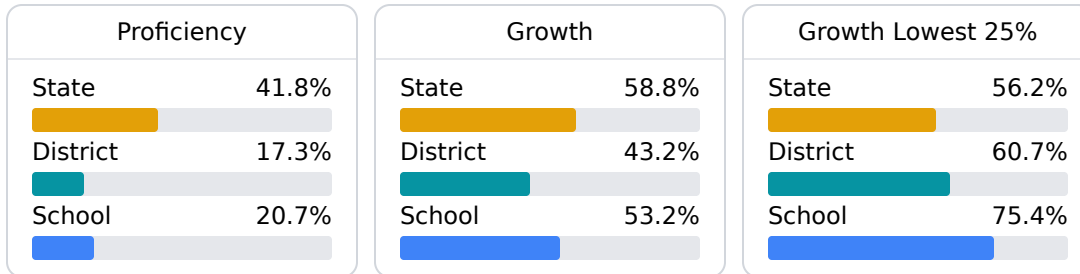 Proficiency
State 41.8%
District 17.3%
School 20.7%
Growth
State 58.8%
District 43.2%
School 53.2%
Growth Lowest 25%
State 56.2%
District 60.7%
School 75.4%